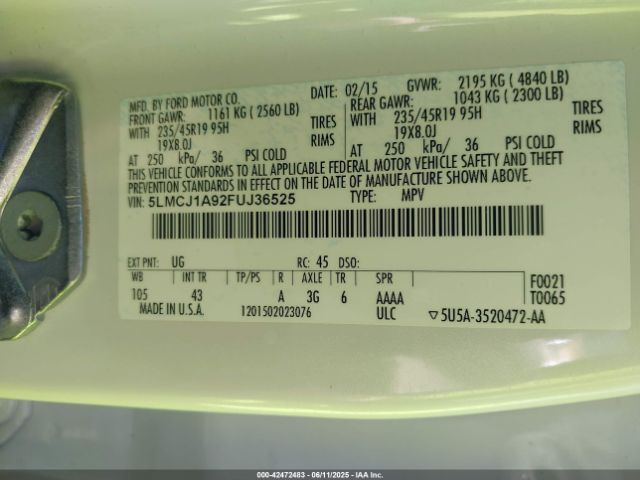 MFD. BY FORD MOTOR CO. DATE: 02/15 GVWR: 2195 KG ( 4840 LB)
FRONT GAWR: 1161 KG ( 2560 LB) REAR GAWR: 1043 KG ( 2300 LB)
WITH 235/45R19 95H TIRES WITH 235/45R19 95H TIRES
19X8.0J RIMS 19X8.0J RIMS
AT 250 kPa/ 36 PSI COLD AT 250 kPa/ 36 PSI COLD
THIS VEHICLE CONFORMS TO ALL APPLICABLE FEDERAL MOTOR VEHICLE SAFETY AND THEFT
PREVENTION STANDARDS IN EFFECT ON THE DATE OF MANUFACTURE SHOWN ABOVE.
VIN: 5LMCJ1A92FUJ36525 TYPE: MPV
EXT PNT: UG RC: 45 DSO:
WB INT TR TP/PS R AXLE TR SPR F0021
105 43 A 3G 6 AAAA T0065
MADE IN U.S.A. 1201502023076 ULC ▽5U5A-3520472-AA
000-42472483 - 06/11/2025 - IAA